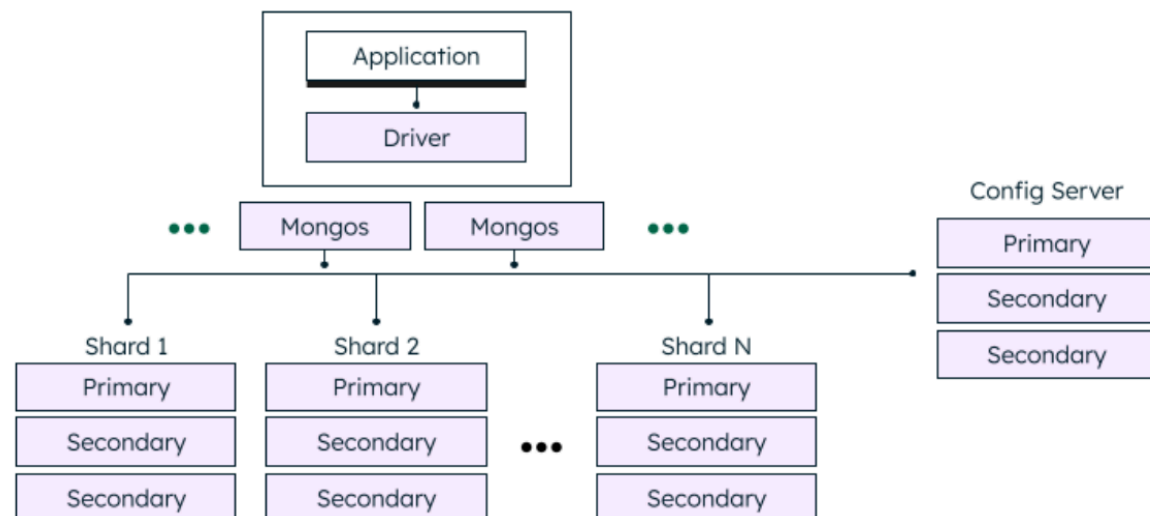 Application
Driver
Config Server
Mongos Mongos
Primary
Secondary
Secondary
Shard 1 Shard 2 Shard N
Primary Primary Primary
Secondary Secondary Secondary
Secondary Secondary Secondary